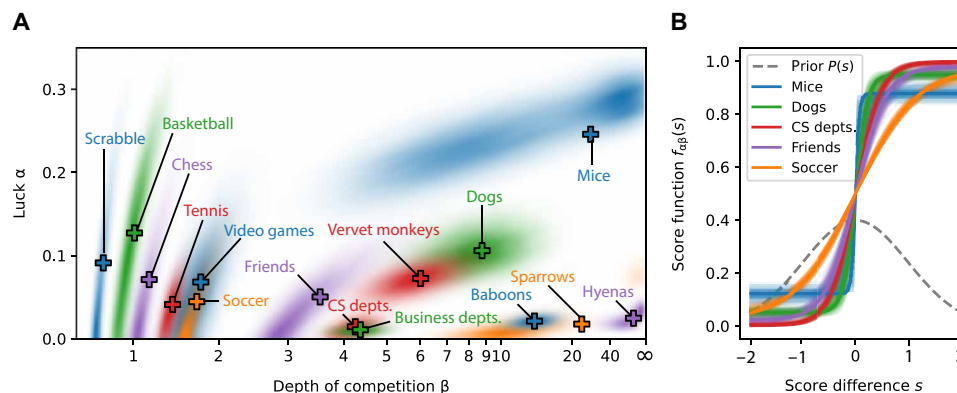 A
B
Luck α
0.3
0.2
0.1
0.0
Scrabble
Basketball
Chess
Tennis
Video games
Soccer
Friends
Vervet monkeys
Dogs
Mice
CS depts.
Business depts.
Baboons
Sparrows
Hyenas
1 2 3 4 5 6 7 8 9 10 20 40 ∞
Depth of competition β
Score function fαβ(s)
1.0
0.8
0.6
0.4
0.2
0.0
Prior P(s)
Mice
Dogs
CS depts.
Friends
Soccer
−2 −1 0 1 2
Score difference s